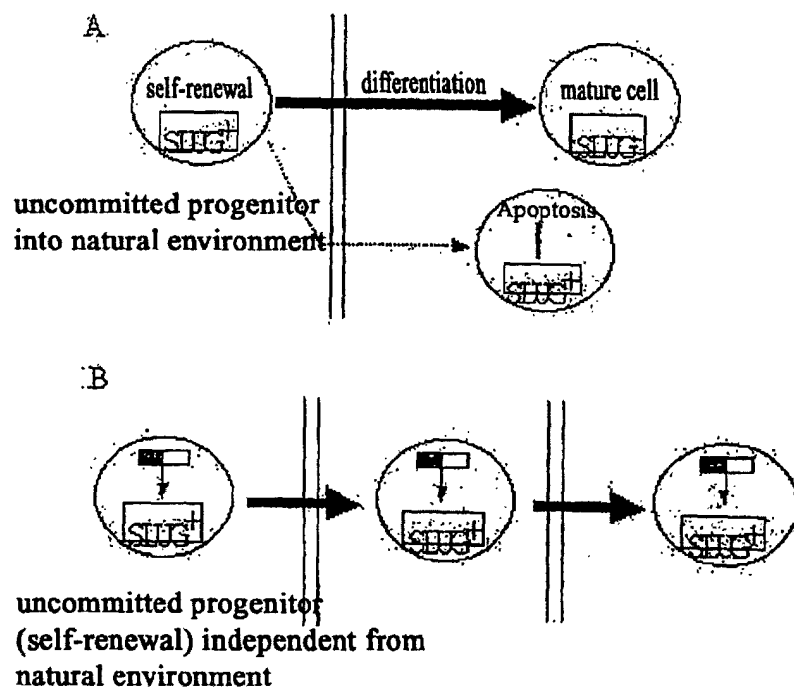 A
self-renewal
differentiation
mature cell
SLUG+
SLUG-
uncommitted progenitor
into natural environment
Apoptosis
SLUG+
B
SLUG+
SLUG+
SLUG+
uncommitted progenitor
(self-renewal) independent from
natural environment